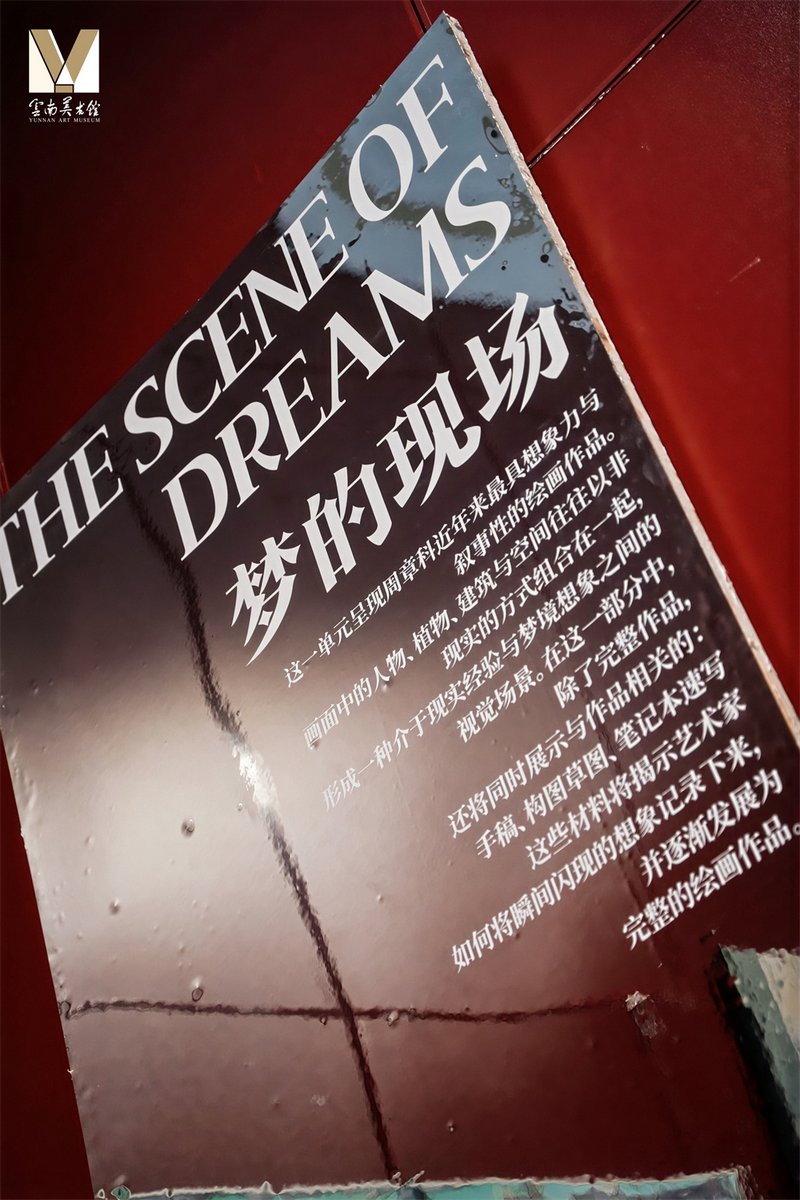 雲南美术館
YUNNAN ART MUSEUM
THE SCENE OF
DREAMS
梦的现场
这一单元呈现周章科近年来最具想象力与
叙事性的绘画作品。
画面中的人物、植物、建筑与空间往往以非
现实的方式组合在一起，
形成一种介于现实经验与梦境想象之间的
视觉场景。在这一部分中，
除了完整作品，
还将同时展示与作品相关的：
手稿、构图草图、笔记本速写
这些材料将揭示艺术家
如何将瞬间闪现的想象记录下来，
并逐渐发展为
完整的绘画作品。